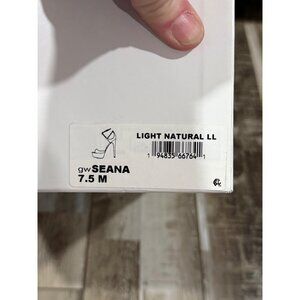 LIGHT NATURAL LL
1 94835 66764 1
gwSEANA
7.5 M